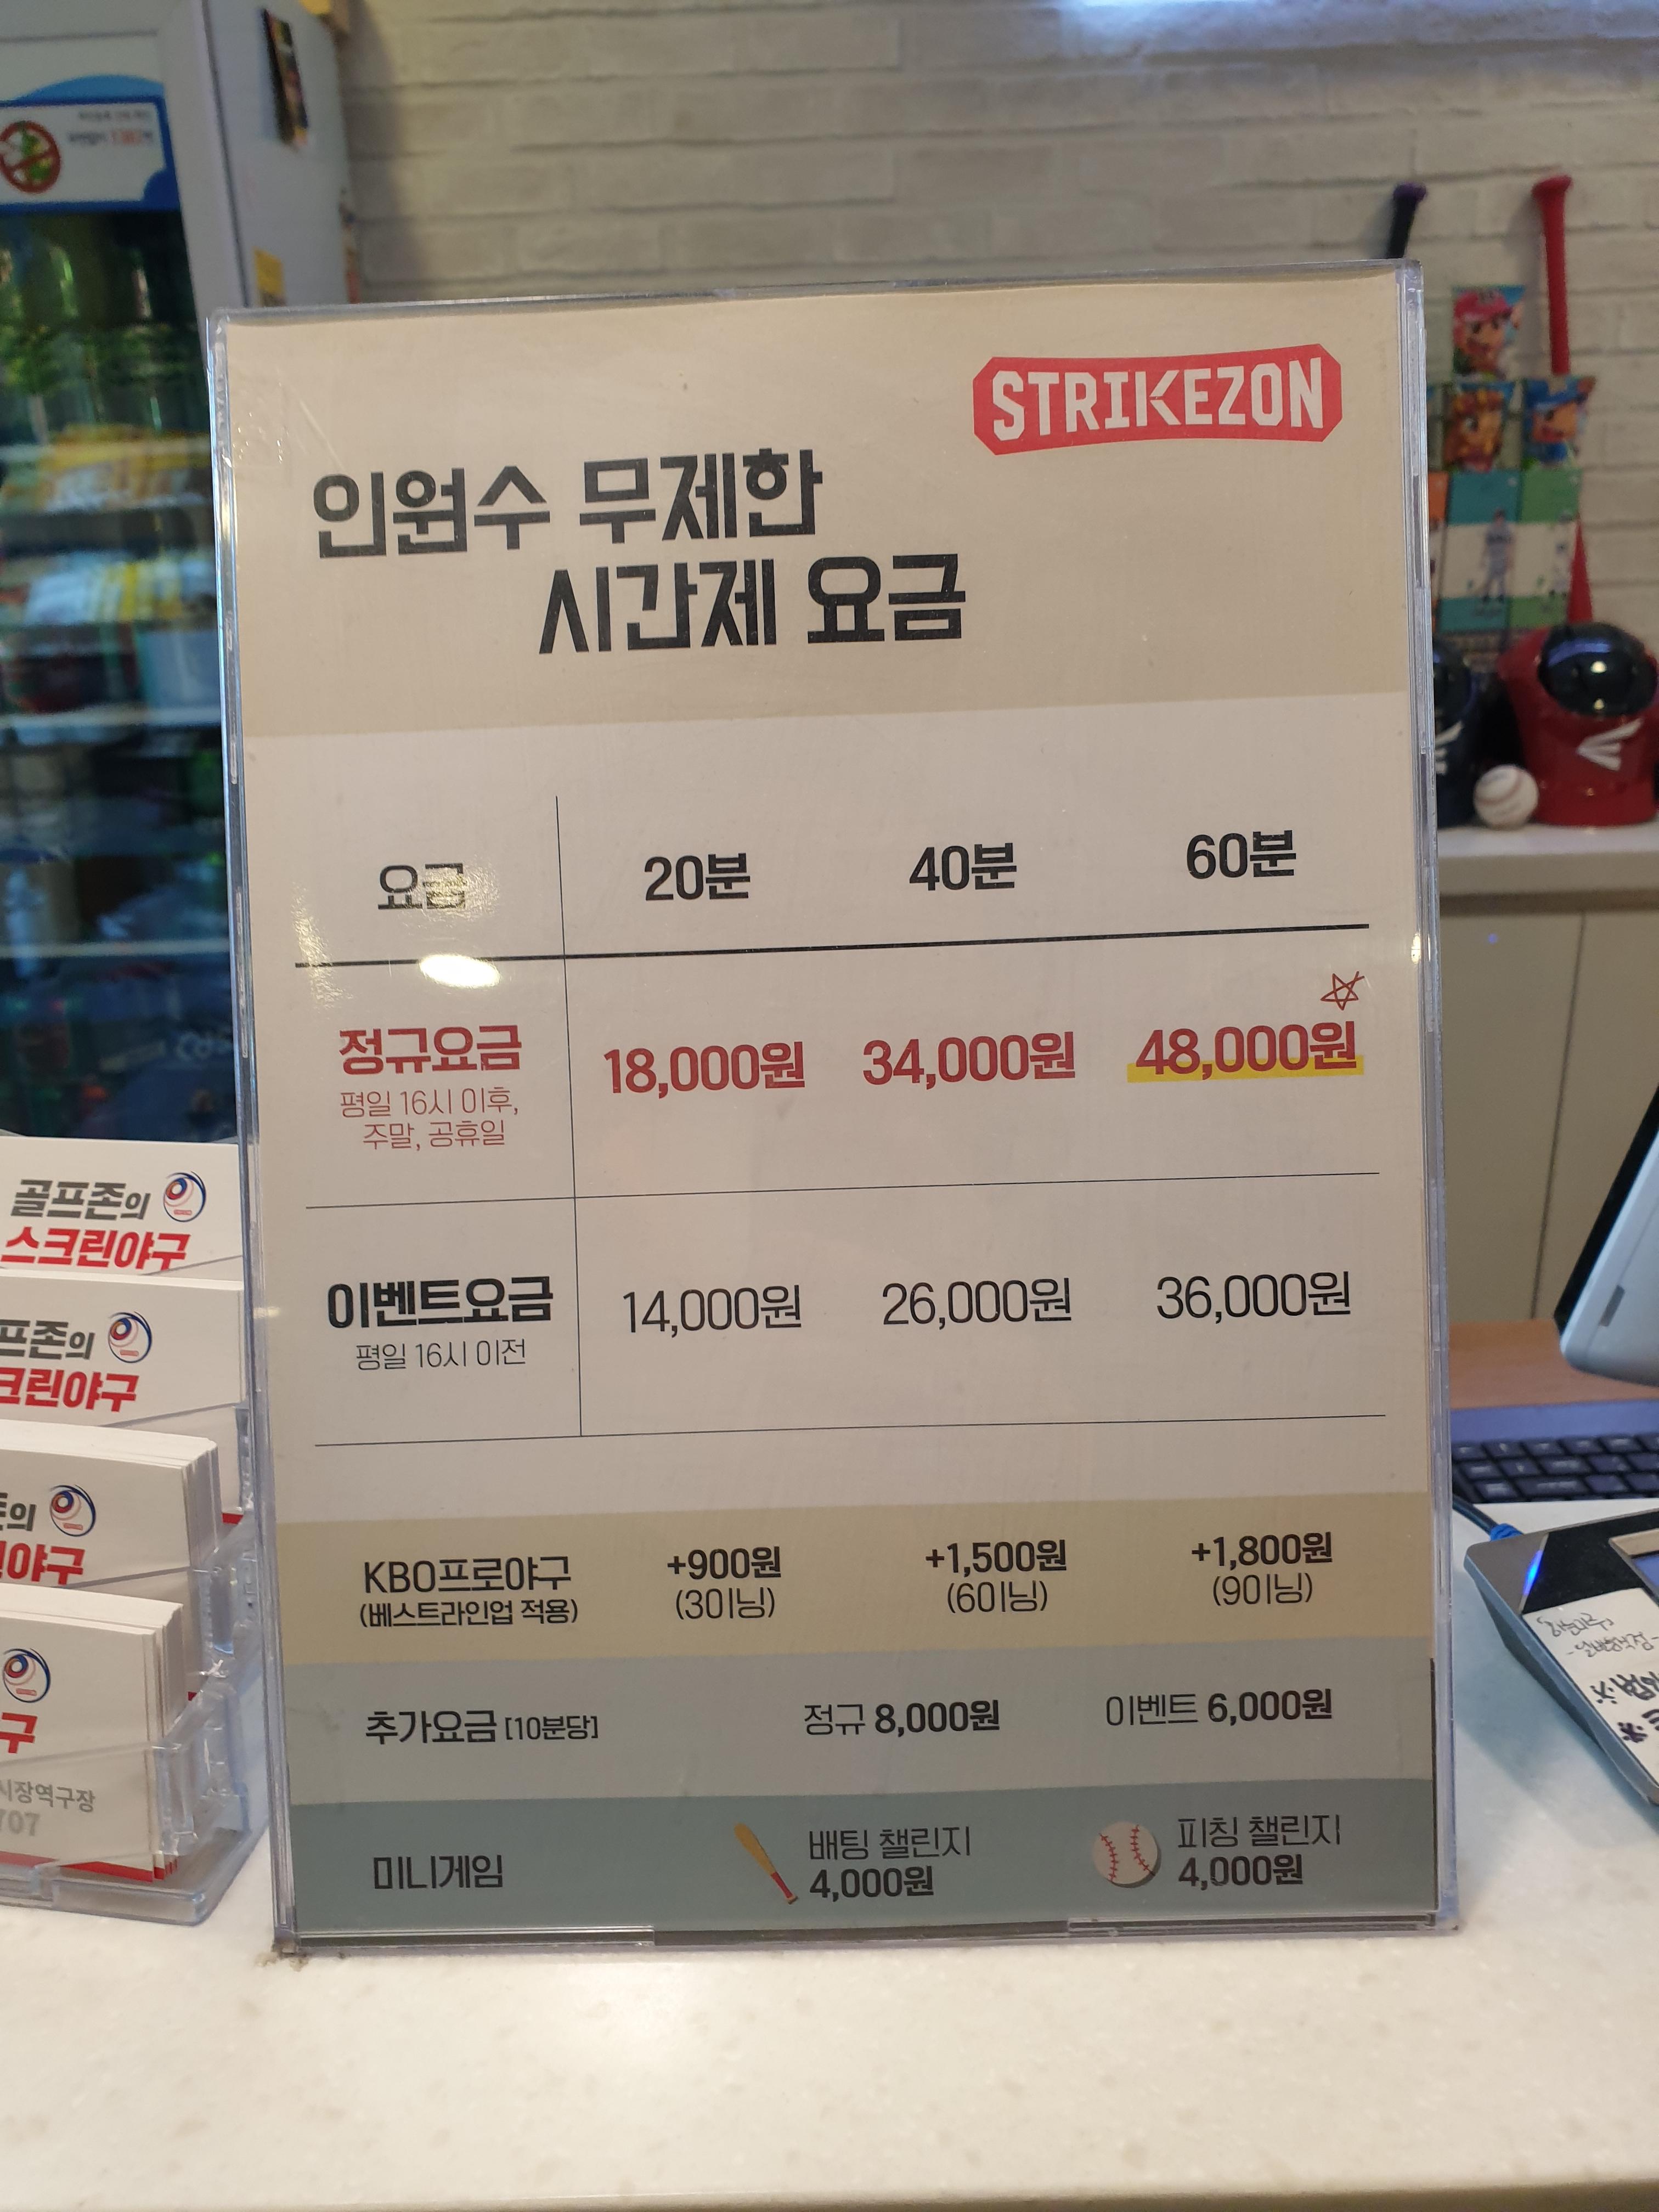 STRIKEZON
인원수 무제한
시간제 요금
요금 20분 40분 60분
정규요금 18,000원 34,000원 48,000원
평일 16시 이후,
주말, 공휴일
이벤트요금 14,000원 26,000원 36,000원
평일 16시 이전
KBO프로야구 +900원 +1,500원 +1,800원
(베스트라인업 적용) (3이닝) (6이닝) (9이닝)
추가요금 [10분당] 정규 8,000원 이벤트 6,000원
미니게임 배팅 챌린지 피칭 챌린지
4,000원 4,000원
골프존의
스크린야구
프존의
크린야구
의
야구
구
시장역구장
707